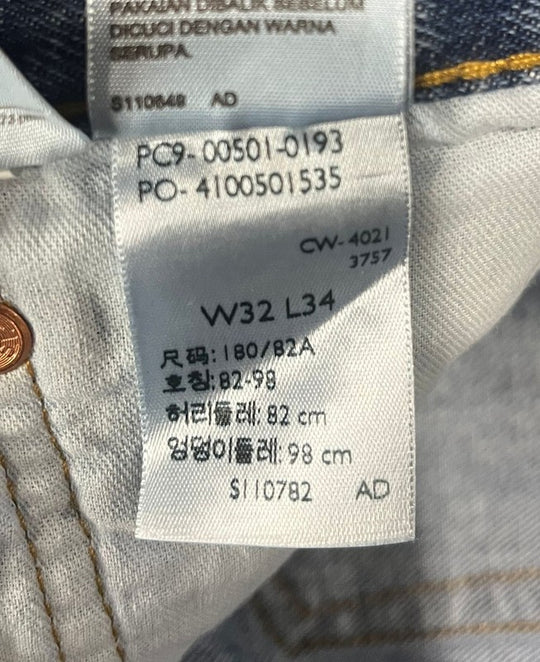 PAKAIAN DIBALIK SEBELUM
DICUCI DENGAN WARNA
SERUPA.
S110648 AD
PC9-00501-0193
PO-4100501535
CW-4021
3757
W32 L34
尺码:180/82A
호칭:82-98
허리둘레: 82 cm
엉덩이둘레: 98 cm
S110782 AD